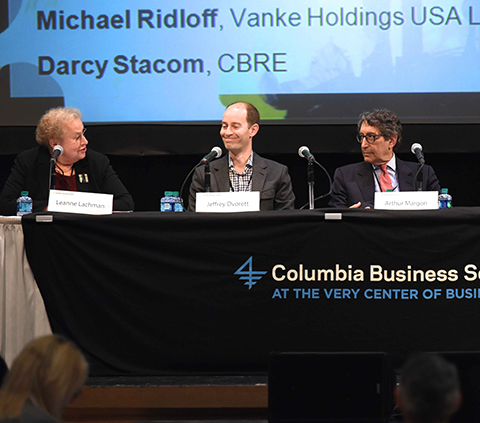 Michael Ridloff, Vanke Holdings USA L
Darcy Stacom, CBRE
Leanne Lachman
Jeffrey Dvorett
Arthur Margon
Columbia Business Sc
AT THE VERY CENTER OF BUSI